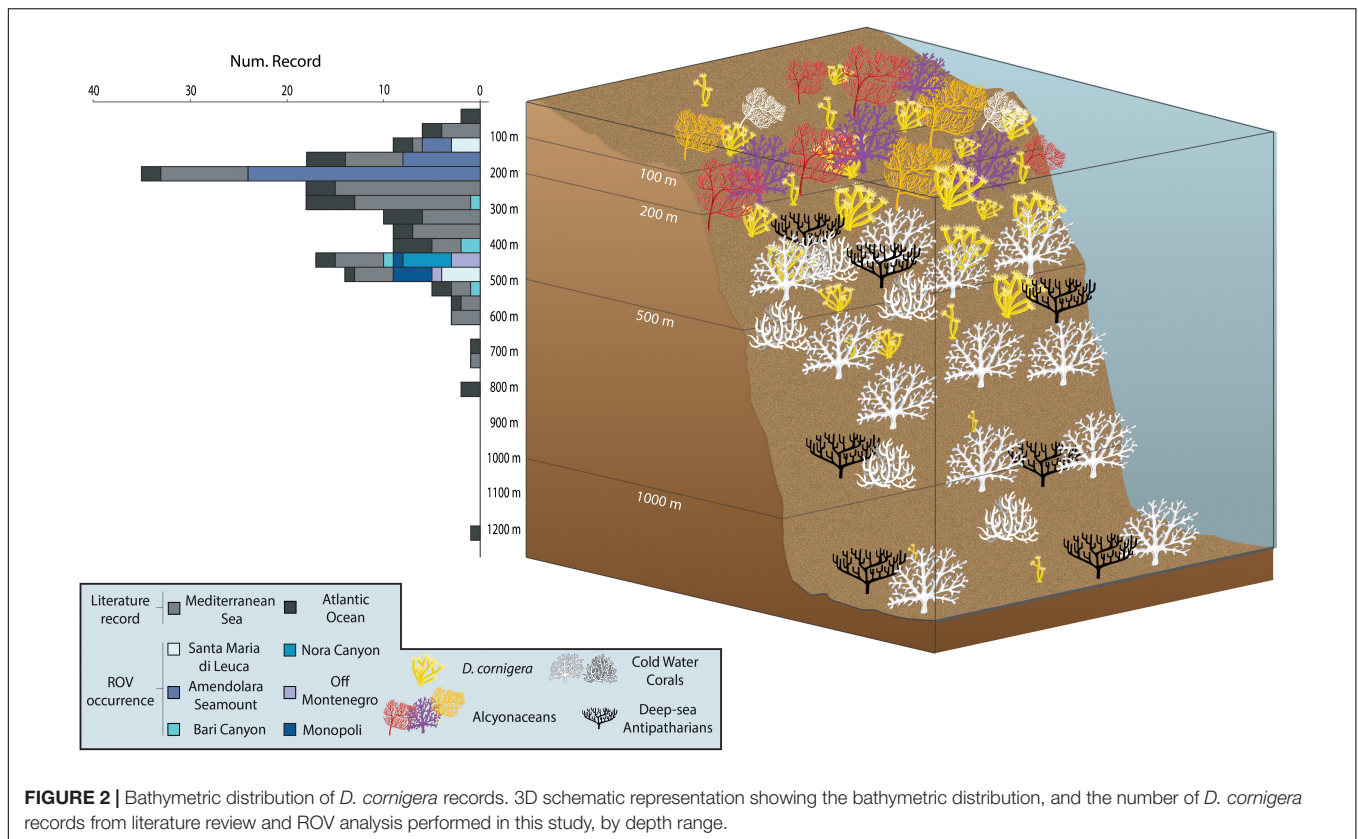 Num. Record
40 30 20 10 0
100 m
200 m
300 m
400 m
500 m
600 m
700 m
800 m
900 m
1000 m
1100 m
1200 m
100 m
200 m
500 m
1000 m
Literature
record
Mediterranean
Sea
Atlantic
Ocean
ROV
occurrence
Santa Maria
di Leuca
Nora Canyon
Amendolara
Seamount
Off
Montenegro
Bari Canyon
Monopoli
D. cornigera
Cold Water
Corals
Alcyonaceans
Deep-sea
Antipatharians
FIGURE 2 | Bathymetric distribution of D. cornigera records. 3D schematic representation showing the bathymetric distribution, and the number of D. cornigera
records from literature review and ROV analysis performed in this study, by depth range.